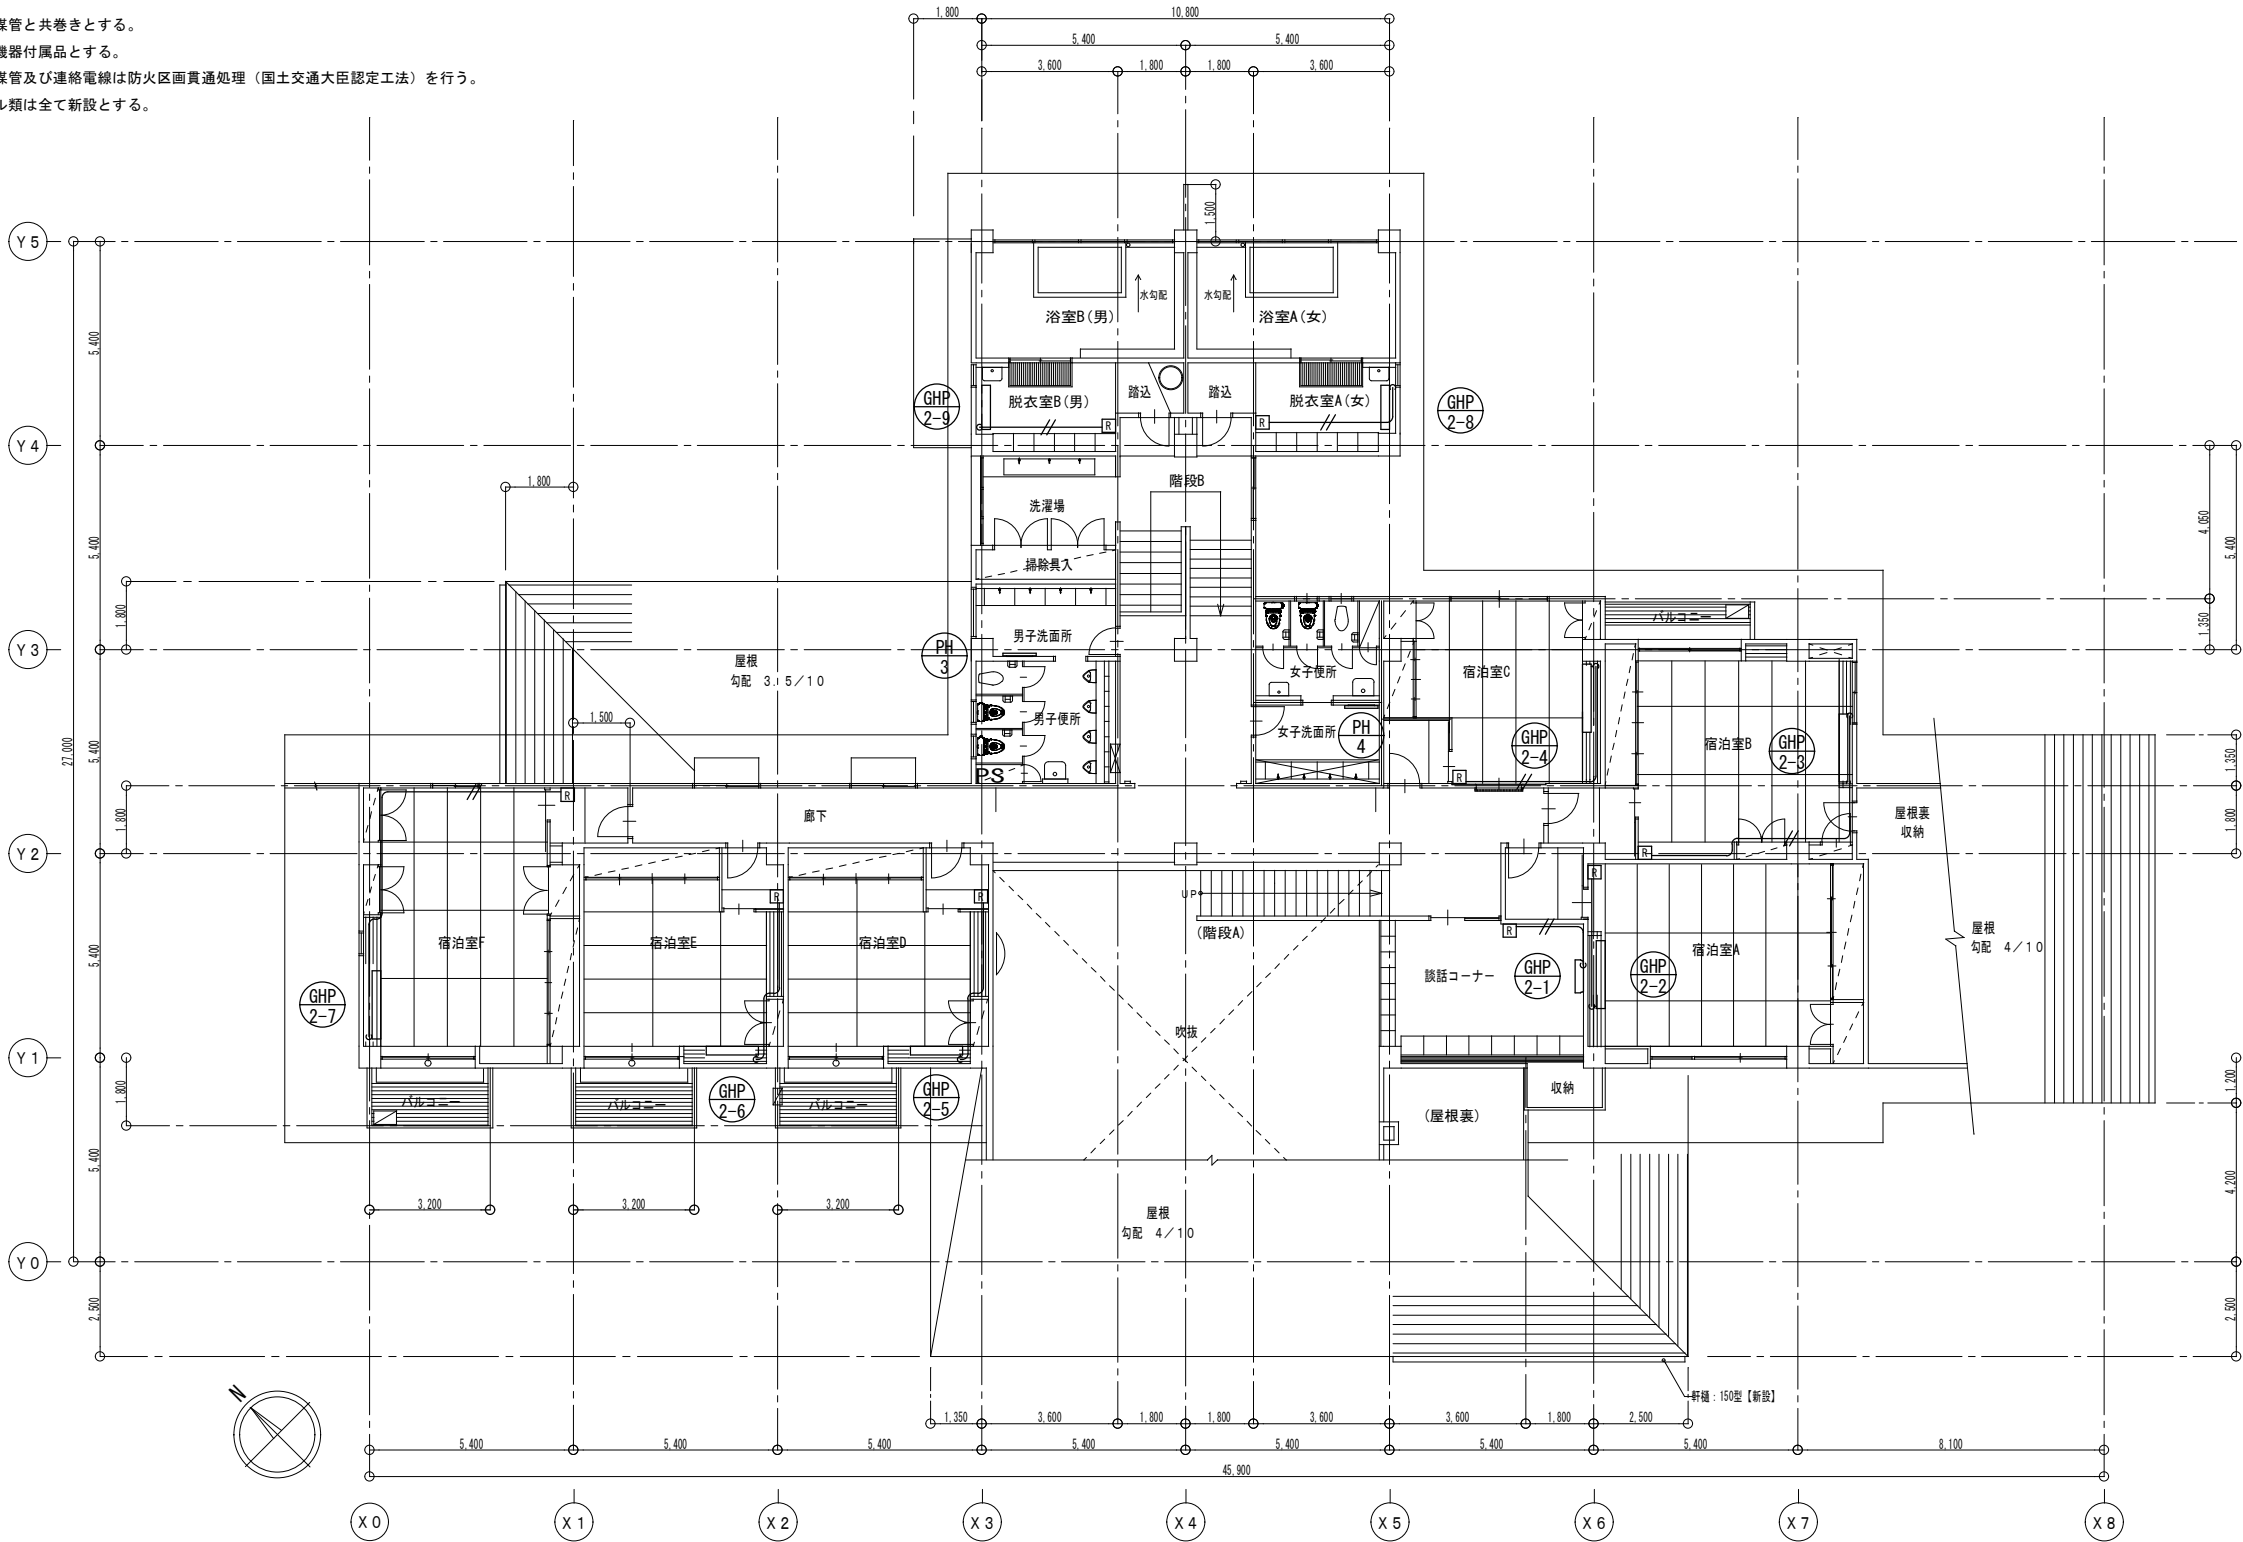 媒管と共巻きとする。
機器付属品とする。
媒管及び連絡電線は防火区画貫通処理（国土交通大臣認定工法）を行う。
ル類は全て新設とする。
1,800
10,800
5,400
5,400
3,600
1,800
1,800
3,600
1,500
Y5
水勾配
水勾配
浴室B(男)
浴室A(女)
5,400
GHP
2-9
脱衣室B(男)
踏込
踏込
脱衣室A(女)
GHP
2-8
R
R
Y4
階段B
1,800
洗濯場
掃除具入
5,400
4,050
5,400
1,800
バルコニー
1,350
PH
3
男子洗面所
Y3
屋根
勾配 3.5/10
女子便所
宿泊室C
男子便所
1,500
女子洗面所
PH
4
GHP
2-4
宿泊室B
GHP
2-3
27,000
5,400
1,350
PS
R
R
廊下
屋根裏
収納
1,800
1,800
Y2
R
R
R
R
UP
(階段A)
R
屋根
勾配 4/10
宿泊室F
宿泊室E
宿泊室D
談話コーナー
宿泊室A
5,400
GHP
2-7
GHP
2-1
GHP
2-2
吹抜
Y1
1,800
バルコニー
バルコニー
バルコニー
GHP
2-6
GHP
2-5
収納
(屋根裏)
1,200
5,400
3,200
3,200
3,200
4,200
屋根
勾配 4/10
Y0
2,500
2,500
N
軒樋：150型【新設】
1,350
3,600
1,800
1,800
3,600
3,600
1,800
2,500
5,400
5,400
5,400
5,400
5,400
5,400
5,400
8,100
45,900
X0
X1
X2
X3
X4
X5
X6
X7
X8